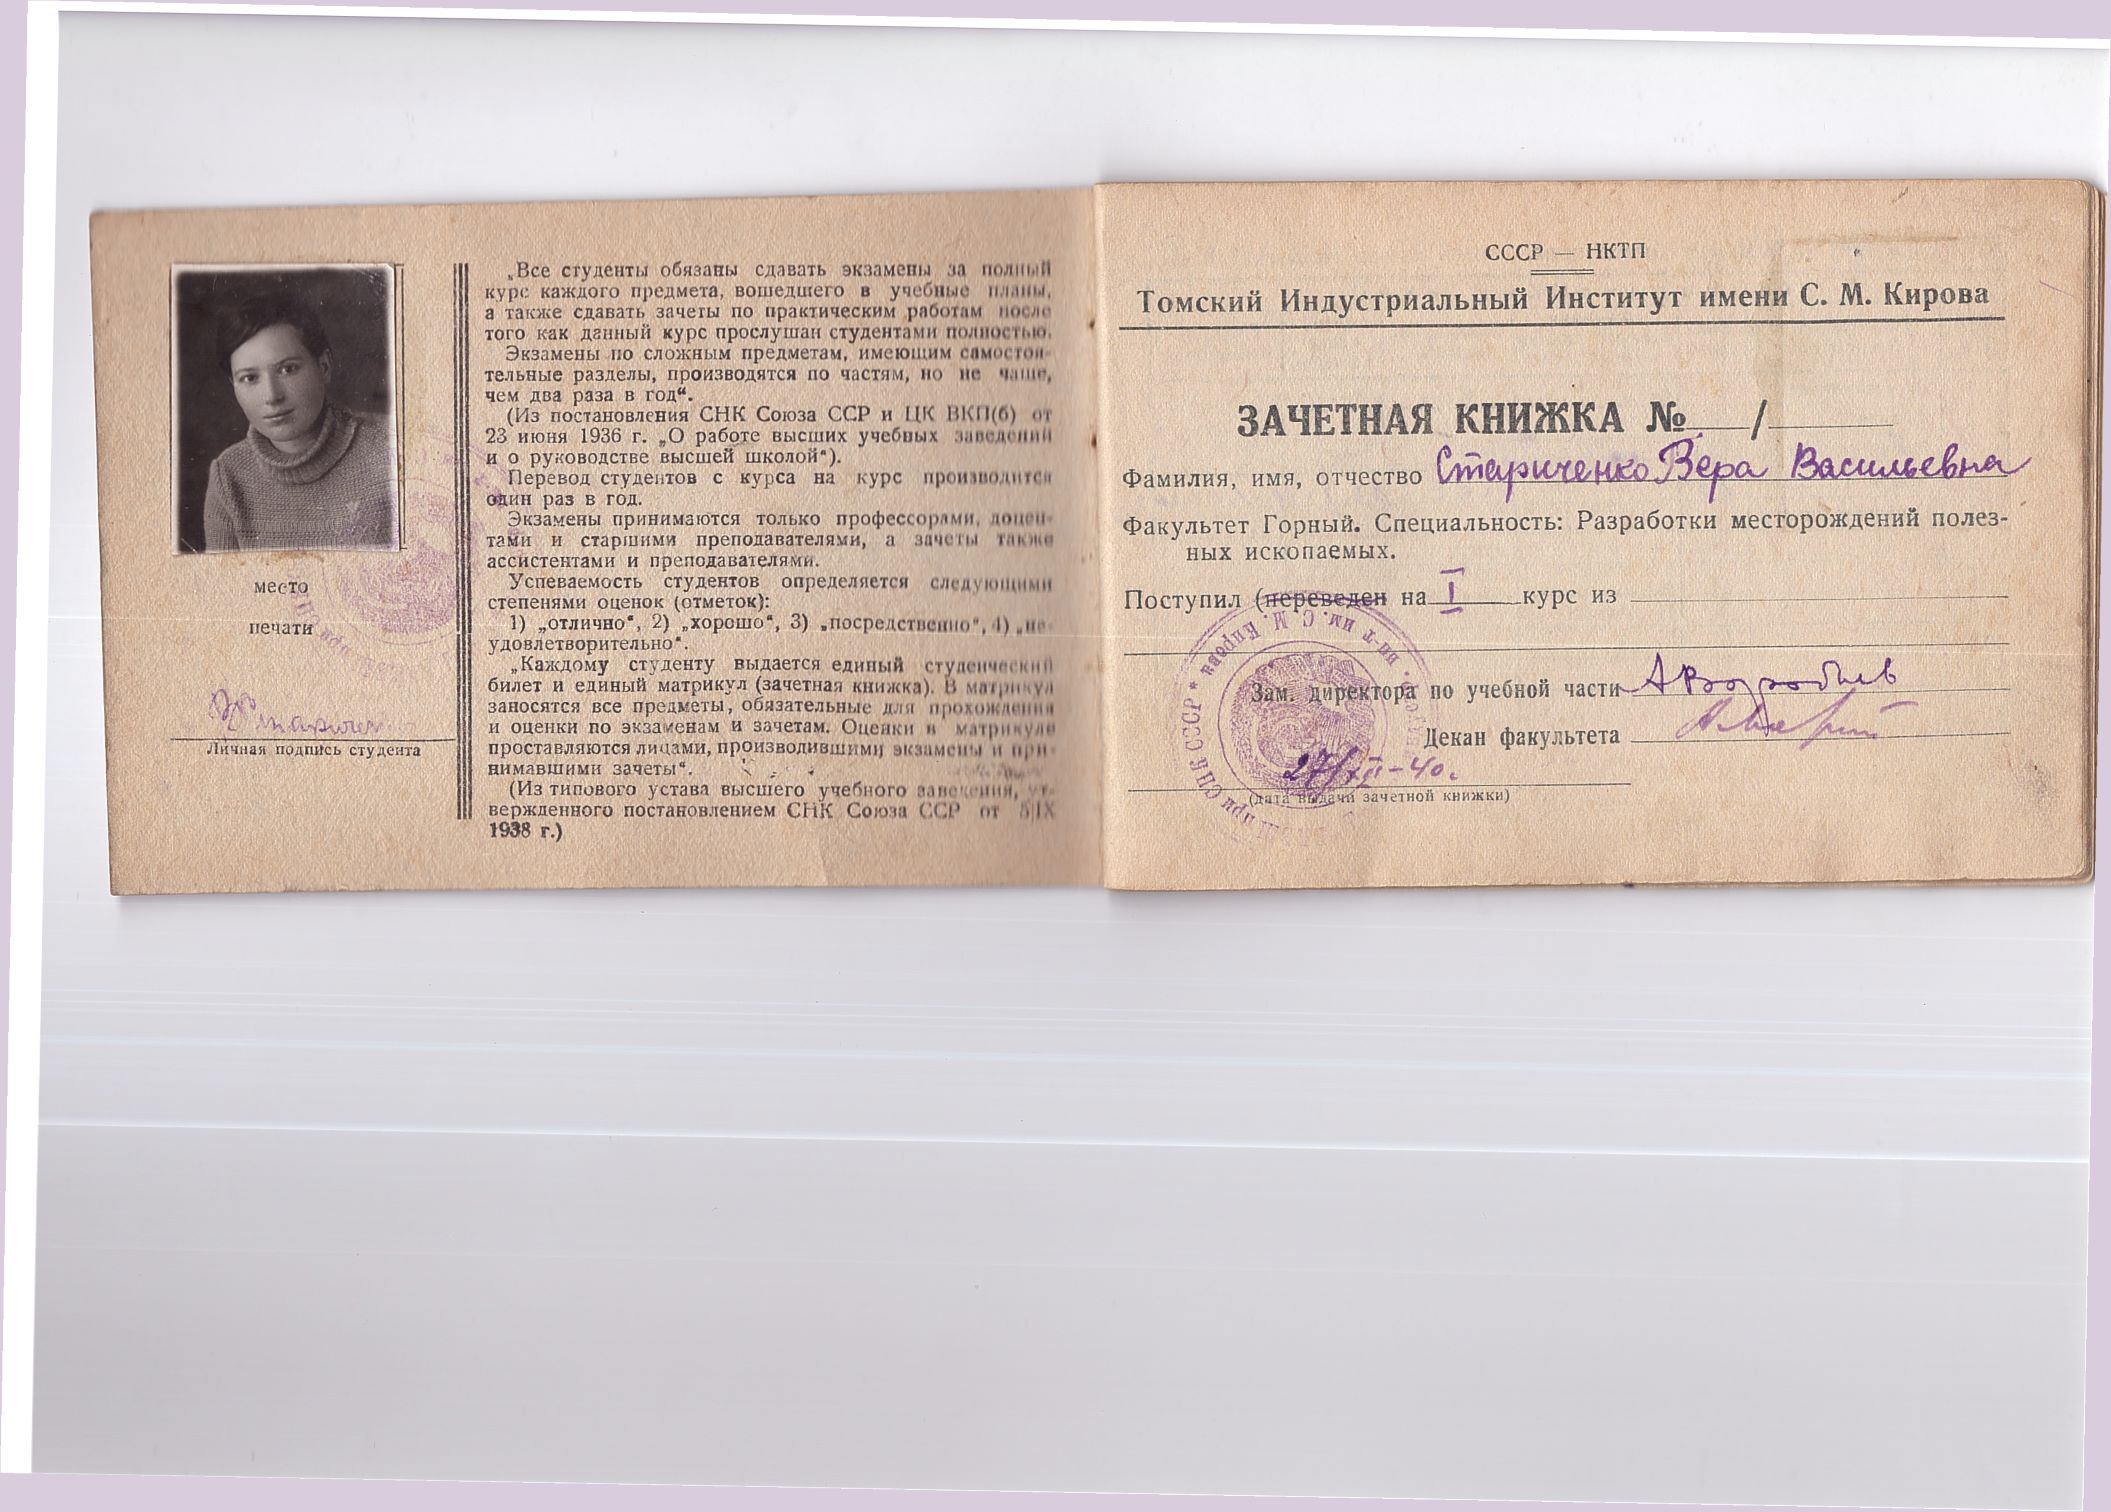 „Все студенты обязаны сдавать экзамены за полный
курс каждого предмета, вошедшего в учебные планы,
а также сдавать зачеты по практическим работам после
того как данный курс прослушан студентами полностью.
Экзамены по сложным предметам, имеющим самостоя-
тельные разделы, производятся по частям, но не чаще,
чем два раза в год“.
(Из постановления СНК Союза ССР и ЦК ВКП(б) от
23 июня 1936 г. „О работе высших учебных заведений
и о руководстве высшей школой“).
Перевод студентов с курса на курс производится
один раз в год.
Экзамены принимаются только профессорами, доцен-
тами и старшими преподавателями, а зачеты также
ассистентами и преподавателями.
Успеваемость студентов определяется следующими
степенями оценок (отметок):
1) „отлично“, 2) „хорошо“, 3) „посредственно“, 4) „не-
удовлетворительно“.
„Каждому студенту выдается единый студенческий
билет и единый матрикул (зачетная книжка). В матрикул
заносятся все предметы, обязательные для прохождения
и оценки по экзаменам и зачетам. Оценки в матрикуле
проставляются лицами, производившими экзамены и при-
нимавшими зачеты“.
(Из типового устава высшего учебного заведения, ут-
вержденного постановлением СНК Союза ССР от 5|IX
1938 г.)
место
печати
Личная подпись студента
СССР — НКТП
Томский Индустриальный Институт имени С. М. Кирова
ЗАЧЕТНАЯ КНИЖКА № /
Фамилия, имя, отчество Стариченко Вера Васильевна
Факультет Горный. Специальность: Разработки месторождений полез-
ных ископаемых.
Поступил (переведен на I курс из
Зам. директора по учебной части
Декан факультета
27/XII-40.
(дата выдачи зачетной книжки)